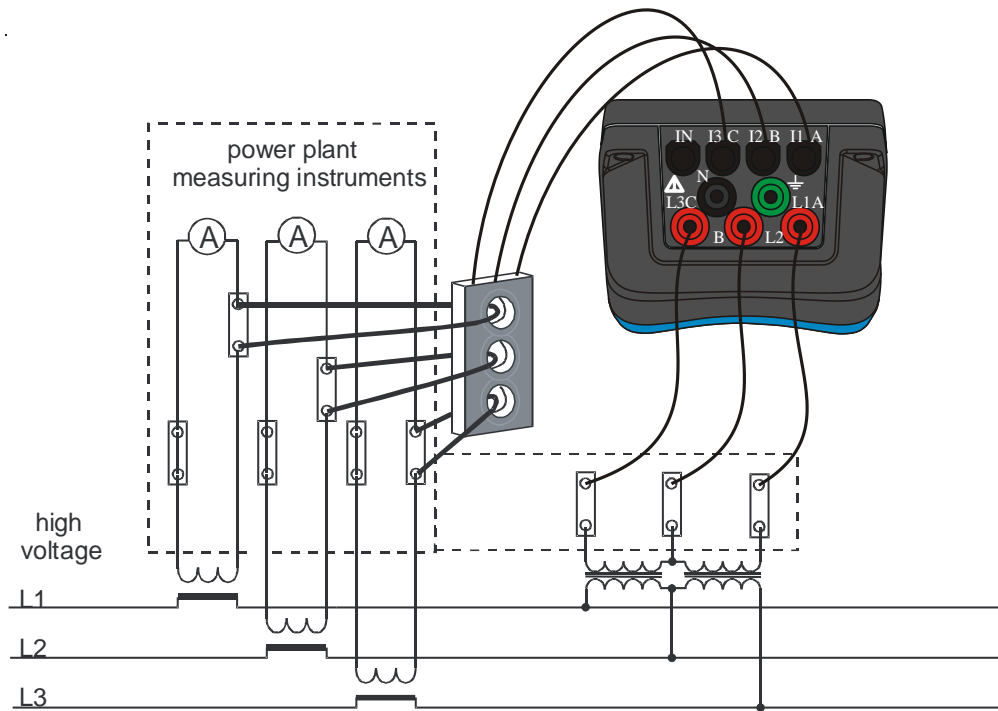 power plant
measuring instruments
A
A
A
IN I3 C I2 B I1 A
N
L3C L1A
B L2
high
voltage
L1
L2
L3